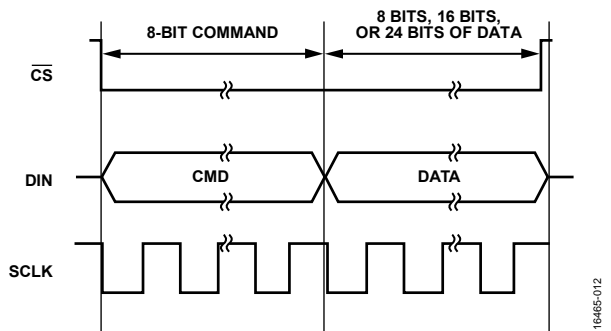 8-BIT COMMAND
8 BITS, 16 BITS,
OR 24 BITS OF DATA
CS
DIN
CMD
DATA
SCLK
16465-012